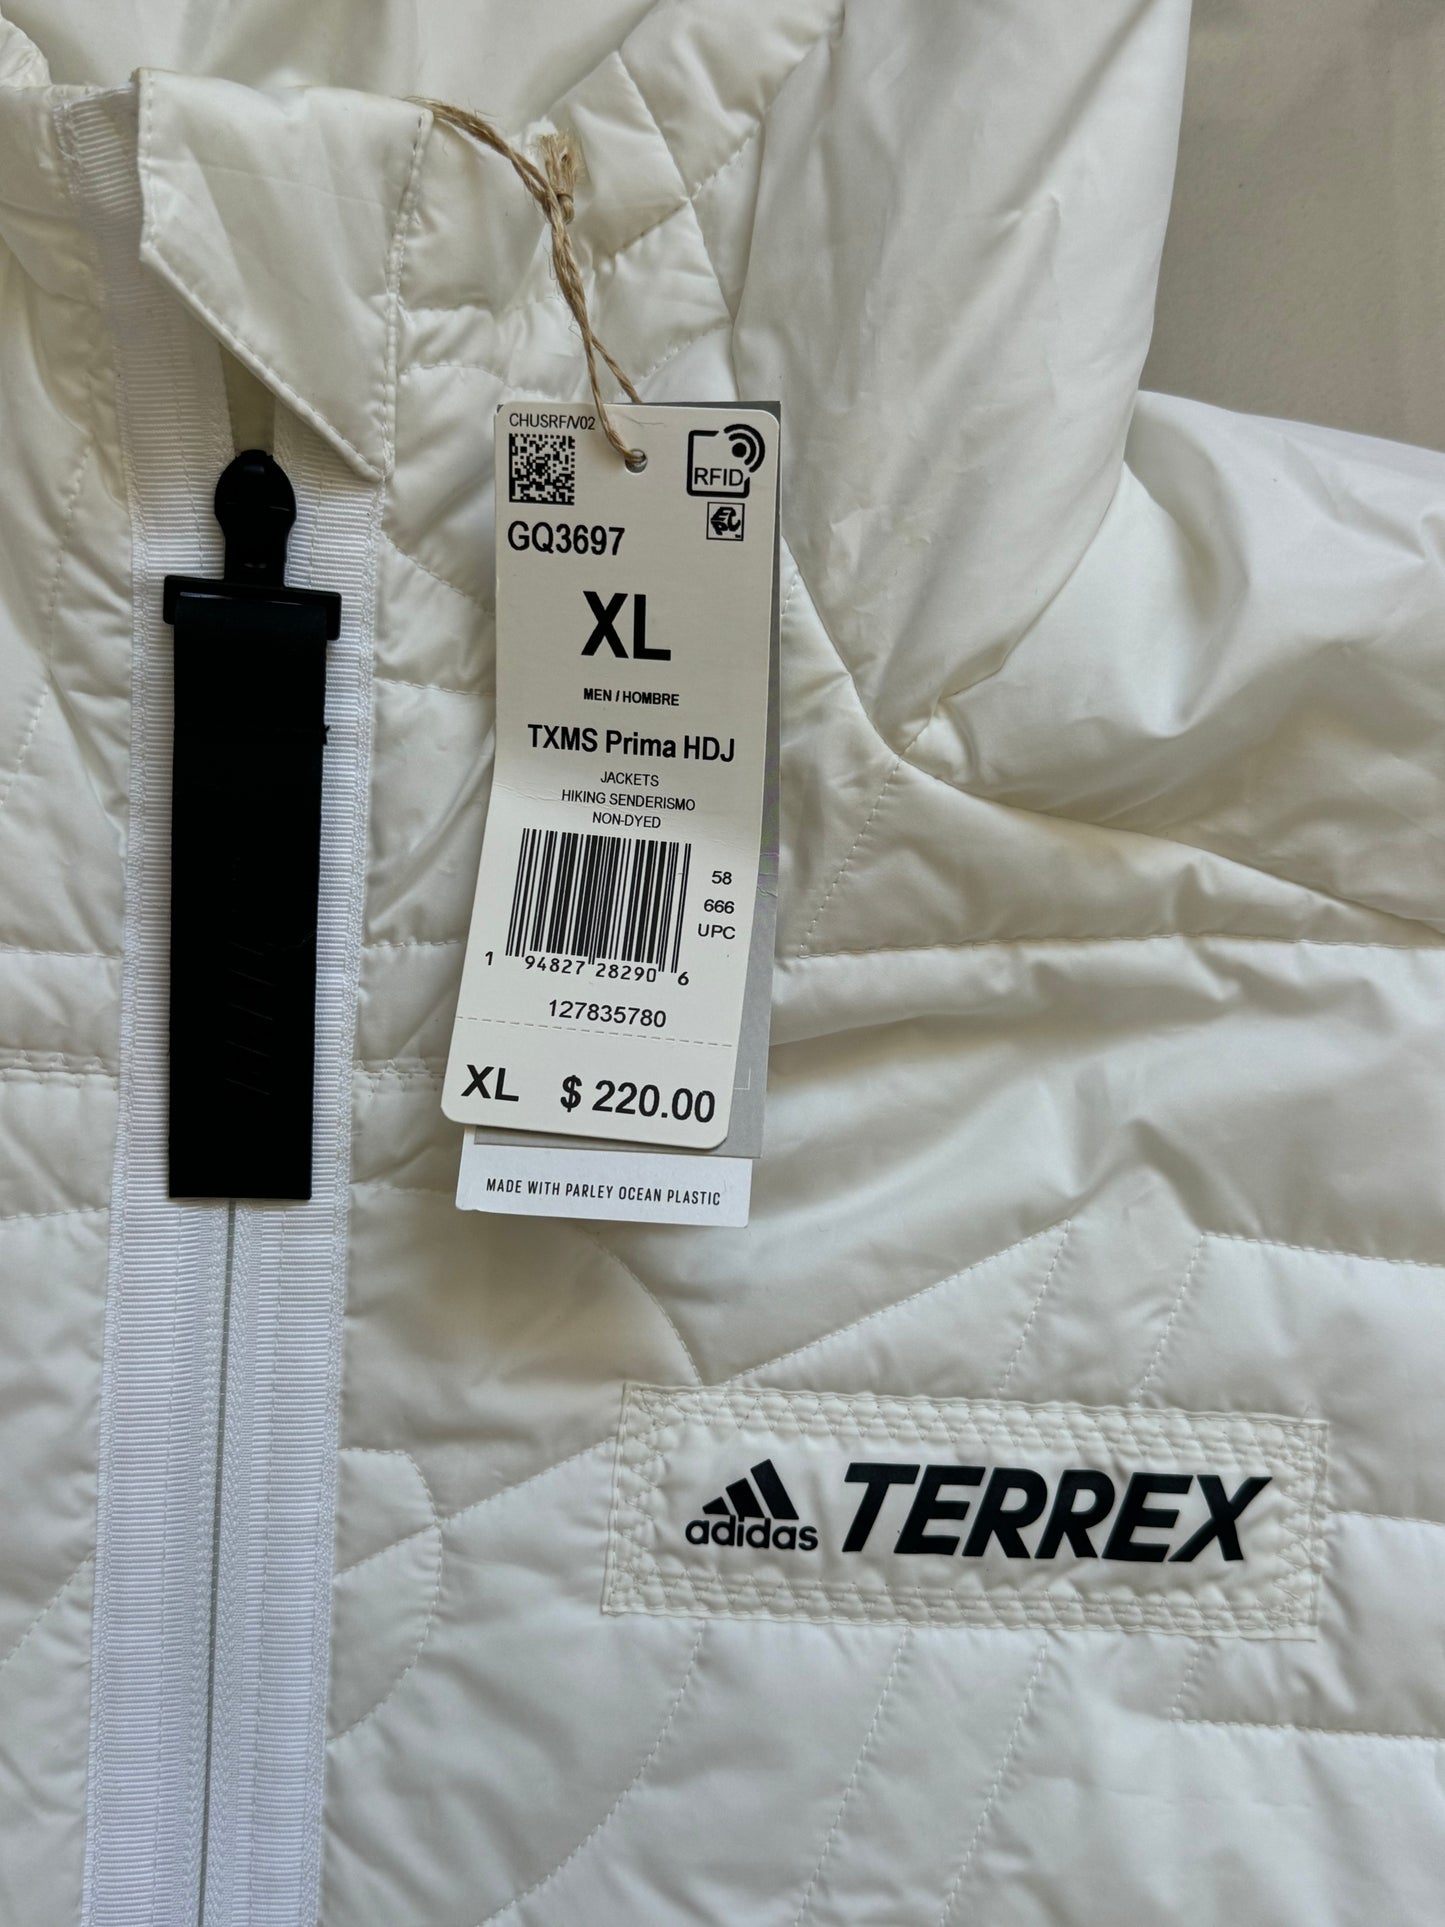 CHUSRF/V02
RFID
GQ3697
XL
MEN / HOMBRE
TXMS Prima HDJ
JACKETS
HIKING SENDERISMO
NON-DYED
58
666
UPC
1 94827 28290 6
127835780
XL $ 220.00
MADE WITH PARLEY OCEAN PLASTIC
adidas TERREX